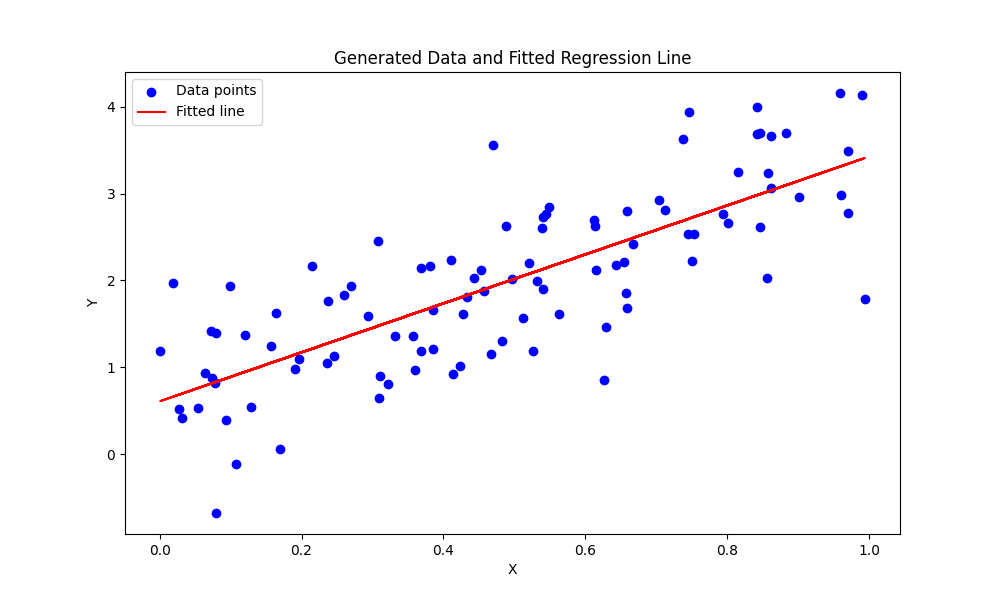 Generated Data and Fitted Regression Line
Data points
Fitted line
4
3
2
1
0
Y
0.0 0.2 0.4 0.6 0.8 1.0
X